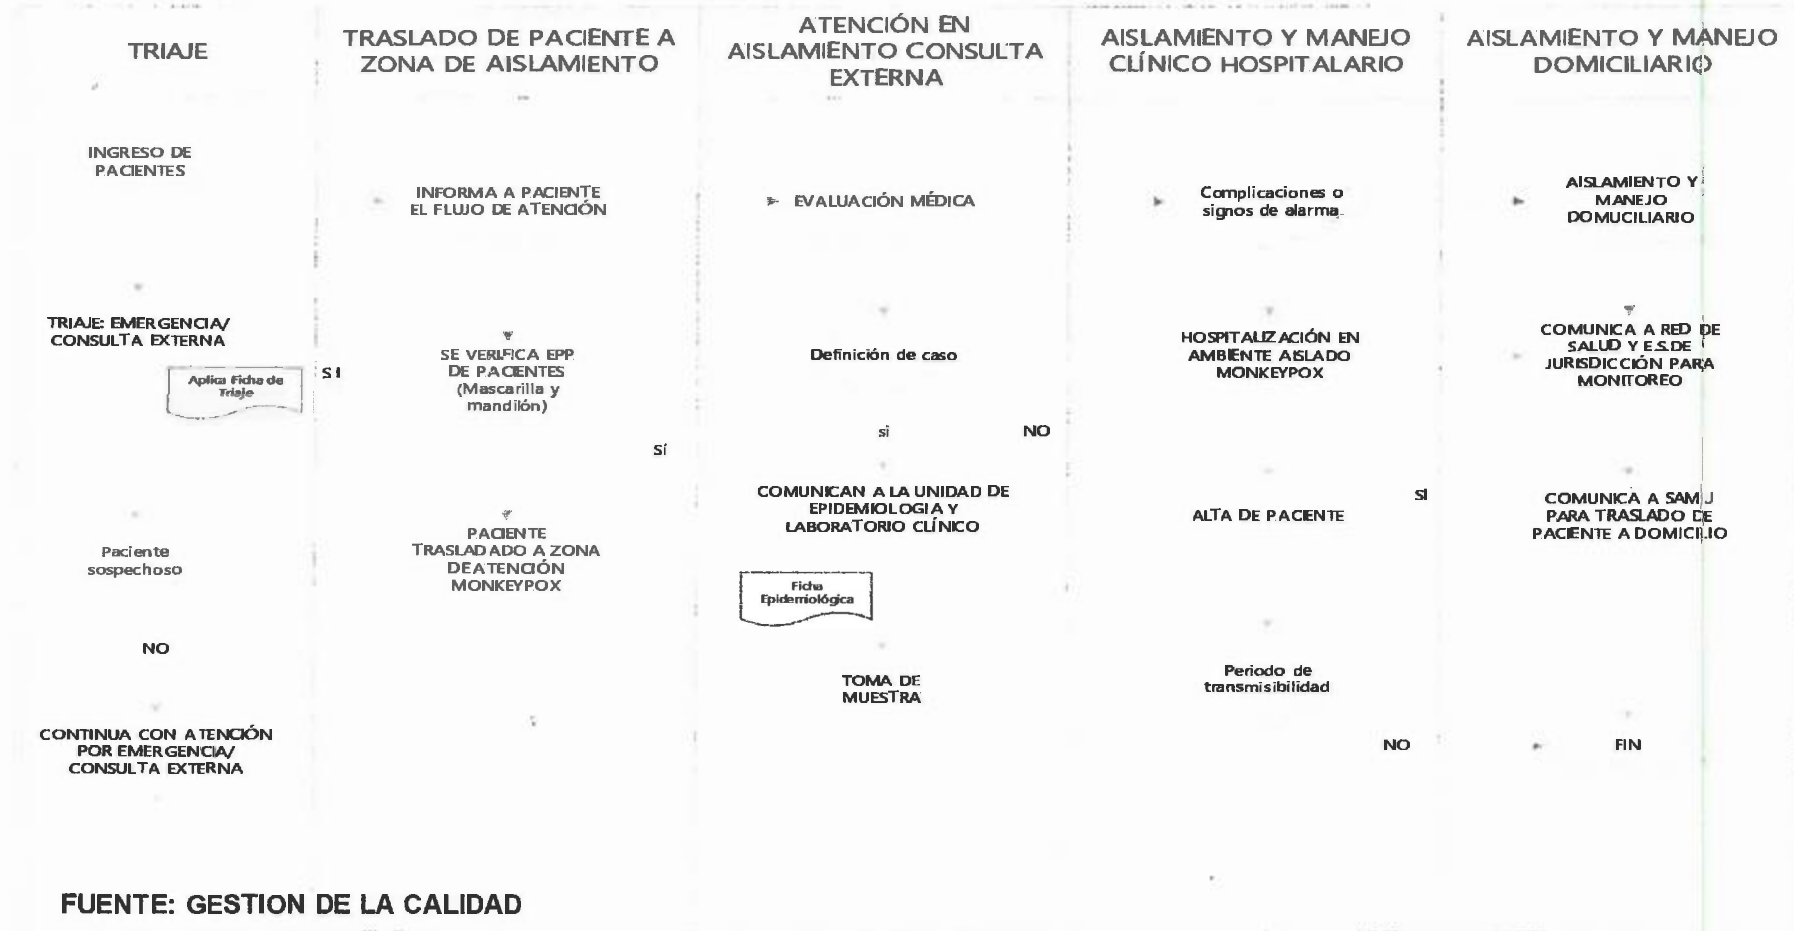 TRIAJE
INGRESO DE
PACIENTES
TRIAJE: EMERGENCIA/
CONSULTA EXTERNA
Aplica Ficha de
Triaje
SI
Paciente
sospechoso
NO
CONTINUA CON ATENCIÓN
POR EMERGENCIA/
CONSULTA EXTERNA
TRASLADO DE PACIENTE A
ZONA DE AISLAMIENTO
INFORMA A PACIENTE
EL FLUJO DE ATENCIÓN
SE VERIFICA EPP
DE PACIENTES
(Mascarilla y
mandilón)
SÍ
PACIENTE
TRASLADADO A ZONA
DE ATENCIÓN
MONKEYPOX
ATENCIÓN EN
AISLAMIENTO CONSULTA
EXTERNA
EVALUACIÓN MÉDICA
Definición de caso
si
NO
COMUNICAN A LA UNIDAD DE
EPIDEMIOLOGIA Y
LABORATORIO CLÍNICO
Ficha
Epidemiológica
TOMA DE
MUESTRA
AISLAMIENTO Y MANEJO
CLÍNICO HOSPITALARIO
Complicaciones o
signos de alarma.
HOSPITALIZACIÓN EN
AMBIENTE AISLADO
MONKEYPOX
SI
ALTA DE PACIENTE
Periodo de
transmisibilidad
NO
AISLAMIENTO Y MANEJO
DOMICILIARIO
AISLAMIENTO Y
MANEJO
DOMUCILIARIO
COMUNICA A RED DE
SALUD Y E.S.DE
JURISDICCIÓN PARA
MONITOREO
COMUNICA A SAMU
PARA TRASLADO DE
PACIENTE A DOMICILIO
FIN
FUENTE: GESTION DE LA CALIDAD